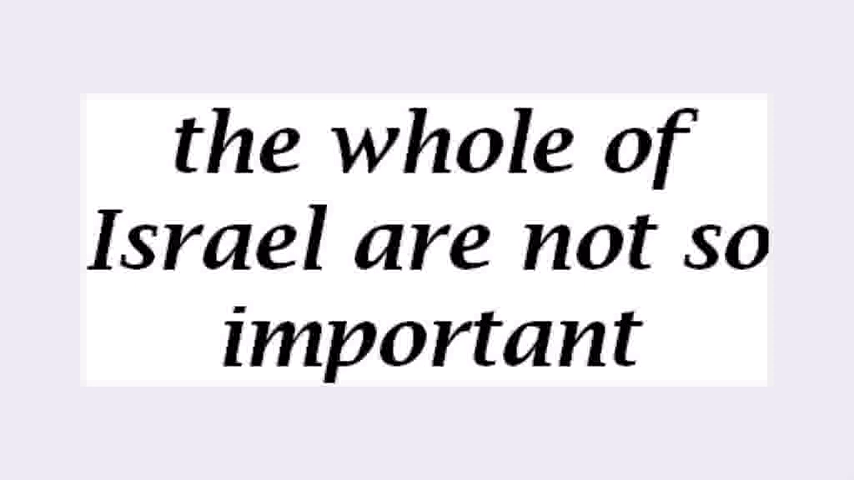 the whole of
Israel are not so
important